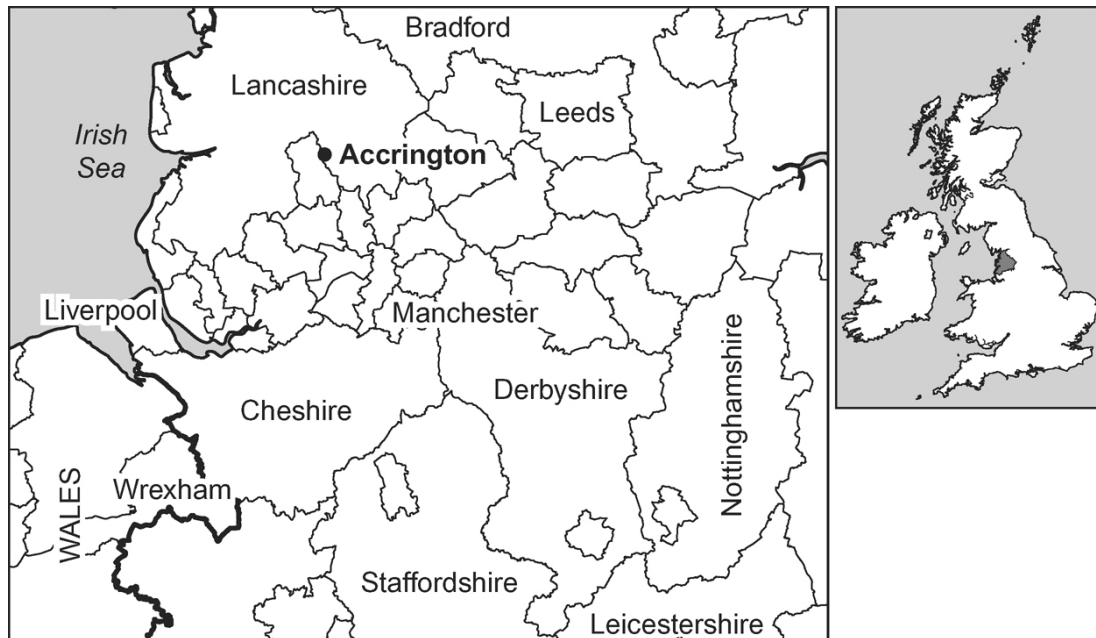 Bradford
Lancashire
Leeds
Irish
Sea
Accrington
Liverpool
Manchester
Derbyshire
Cheshire
Nottinghamshire
Wrexham
WALES
Staffordshire
Leicestershire